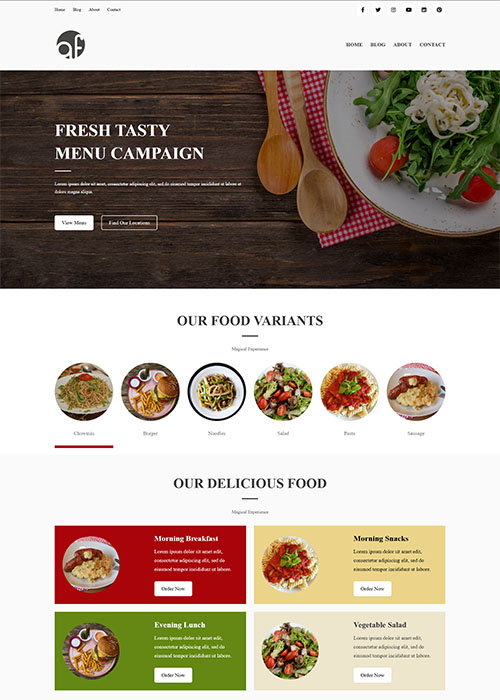 Home Blog About Contact
af
HOME BLOG ABOUT CONTACT
FRESH TASTY
MENU CAMPAIGN
Lorem ipsum dolor sit amet, consectetur adipiscing elit, sed do eiusmod tempor incididunt ut labore et
dolore magna aliqua.
View Menu Find Out Locations
OUR FOOD VARIANTS
Magical Experience
Chowmin Burger Noodles Salad Pasta Sausage
OUR DELICIOUS FOOD
Magical Experience
Morning Breakfast
Lorem ipsum dolor sit amet edit,
consectetur adipiscing elit, sed do
eiusmod tempor incididunt ut labore.
Order Now
Morning Snacks
Lorem ipsum dolor sit amet edit,
consectetur adipiscing elit, sed do
eiusmod tempor incididunt ut labore.
Order Now
Evening Lunch
Lorem ipsum dolor sit amet edit,
consectetur adipiscing elit, sed do
eiusmod tempor incididunt ut labore.
Order Now
Vegetable Salad
Lorem ipsum dolor sit amet edit,
consectetur adipiscing elit, sed do
eiusmod tempor incididunt ut labore.
Order Now